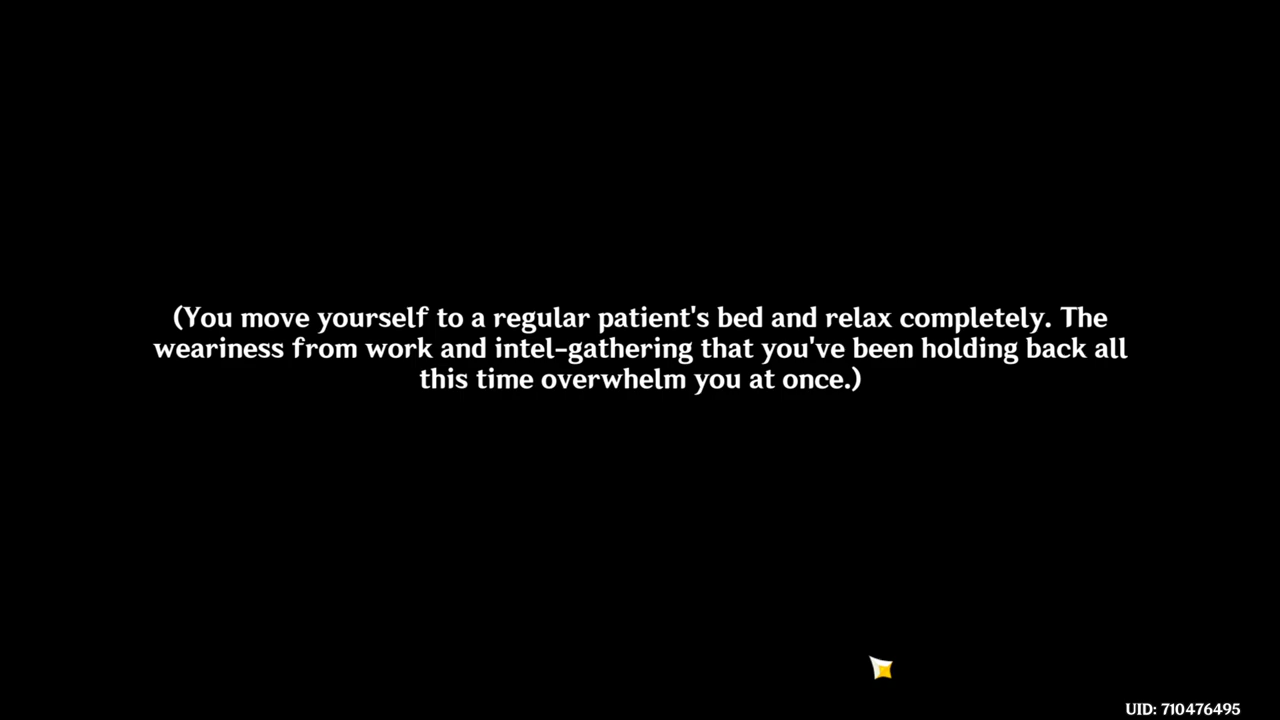 (You move yourself to a regular patient's bed and relax completely. The
weariness from work and intel-gathering that you've been holding back all
this time overwhelm you at once.)
UID: 710476495